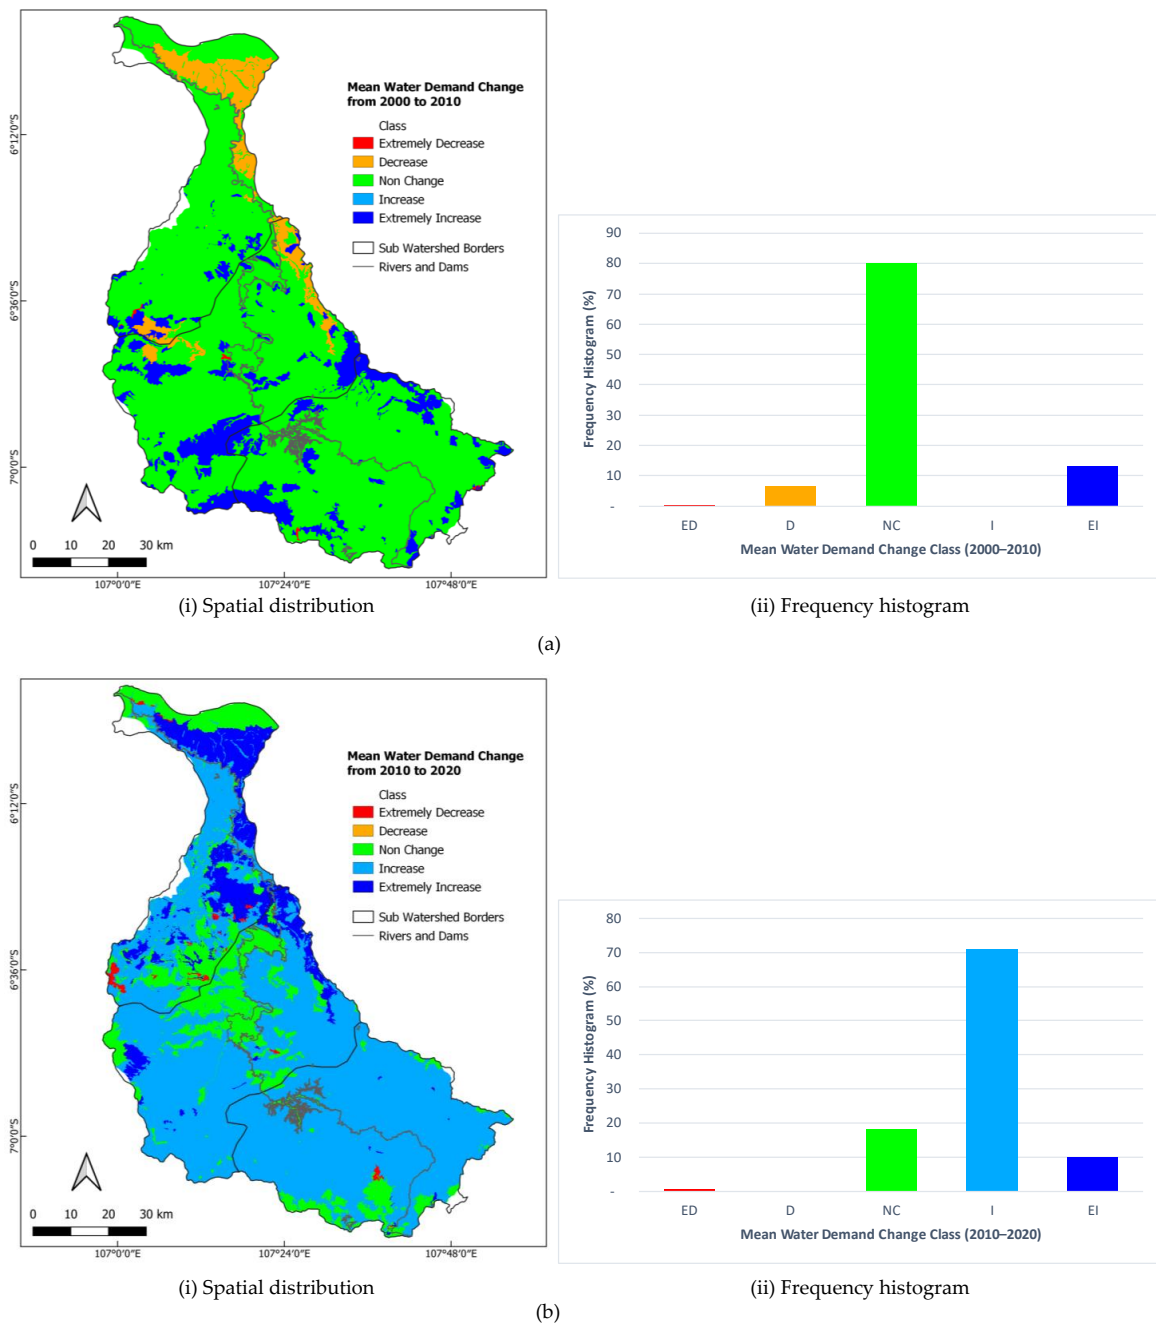 Mean Water Demand Change
from 2000 to 2010
Class
Extremely Decrease
Decrease
Non Change
Increase
Extremely Increase
Sub Watershed Borders
Rivers and Dams
6°12'0"S
6°36'0"S
7°0'0"S
0 10 20 30 km
107°0'0"E 107°24'0"E 107°48'0"E
(i) Spatial distribution
90
80
70
60
50
40
30
20
10
-
Frequency Histogram (%)
ED D NC I EI
Mean Water Demand Change Class (2000–2010)
(ii) Frequency histogram
(a)
Mean Water Demand Change
from 2010 to 2020
Class
Extremely Decrease
Decrease
Non Change
Increase
Extremely Increase
Sub Watershed Borders
Rivers and Dams
6°12'0"S
6°36'0"S
7°0'0"S
0 10 20 30 km
107°0'0"E 107°24'0"E 107°48'0"E
(i) Spatial distribution
80
70
60
50
40
30
20
10
-
Frequency Histogram (%)
ED D NC I EI
Mean Water Demand Change Class (2010–2020)
(ii) Frequency histogram
(b)